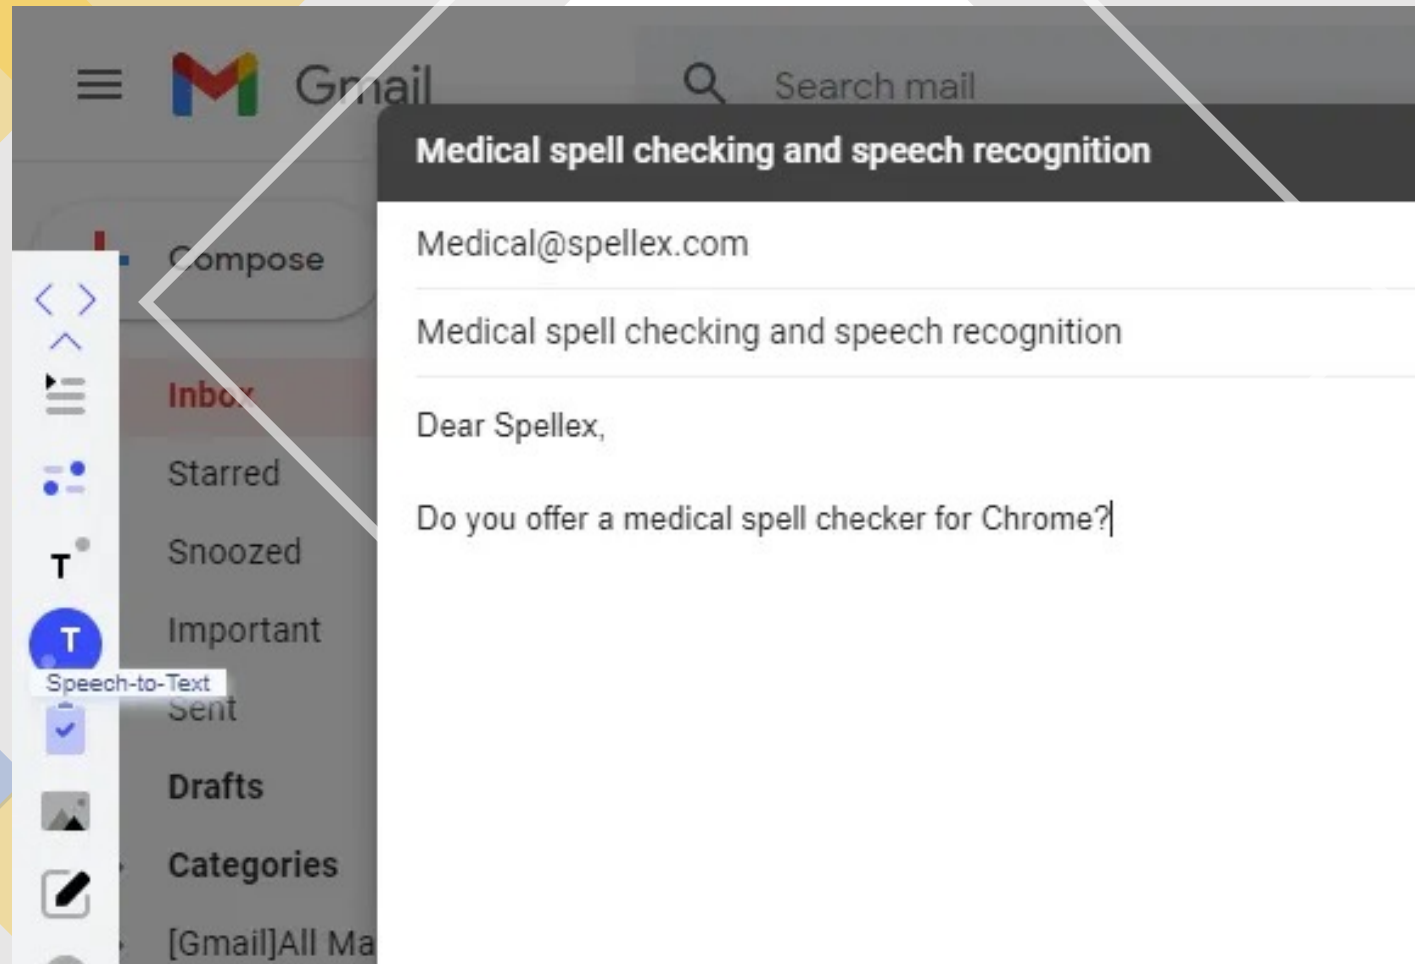 Gmail
Search mail
Medical spell checking and speech recognition
Compose
Medical@spellex.com
Medical spell checking and speech recognition
Inbox
Dear Spellex,
Starred
Do you offer a medical spell checker for Chrome?
Snoozed
T
Important
T
Speech-to-Text
Sent
Drafts
Categories
[Gmail]All Ma